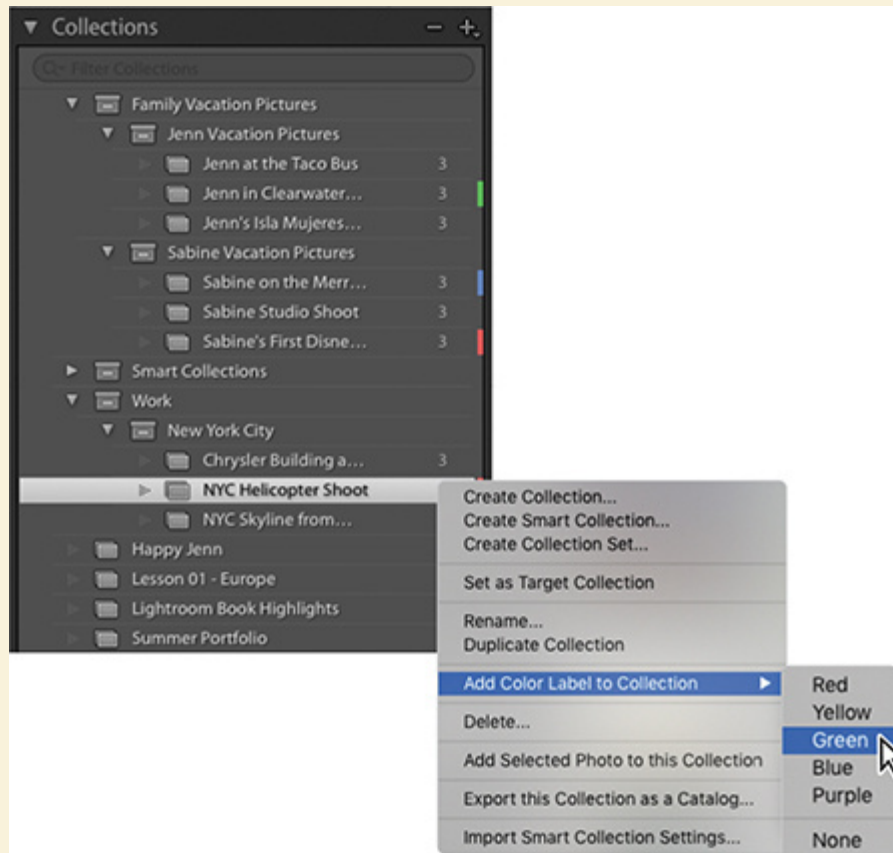 Collections
Filter Collections
Family Vacation Pictures
Jenn Vacation Pictures
Jenn at the Taco Bus 3
Jenn in Clearwater... 3
Jenn's Isla Mujeres... 3
Sabine Vacation Pictures
Sabine on the Merr... 3
Sabine Studio Shoot 3
Sabine's First Disne... 3
Smart Collections
Work
New York City
Chrysler Building a... 3
NYC Helicopter Shoot
NYC Skyline from...
Happy Jenn
Lesson 01 - Europe
Lightroom Book Highlights
Summer Portfolio
Create Collection...
Create Smart Collection...
Create Collection Set...
Set as Target Collection
Rename...
Duplicate Collection
Add Color Label to Collection
Delete...
Add Selected Photo to this Collection
Export this Collection as a Catalog...
Import Smart Collection Settings...
Red
Yellow
Green
Blue
Purple
None